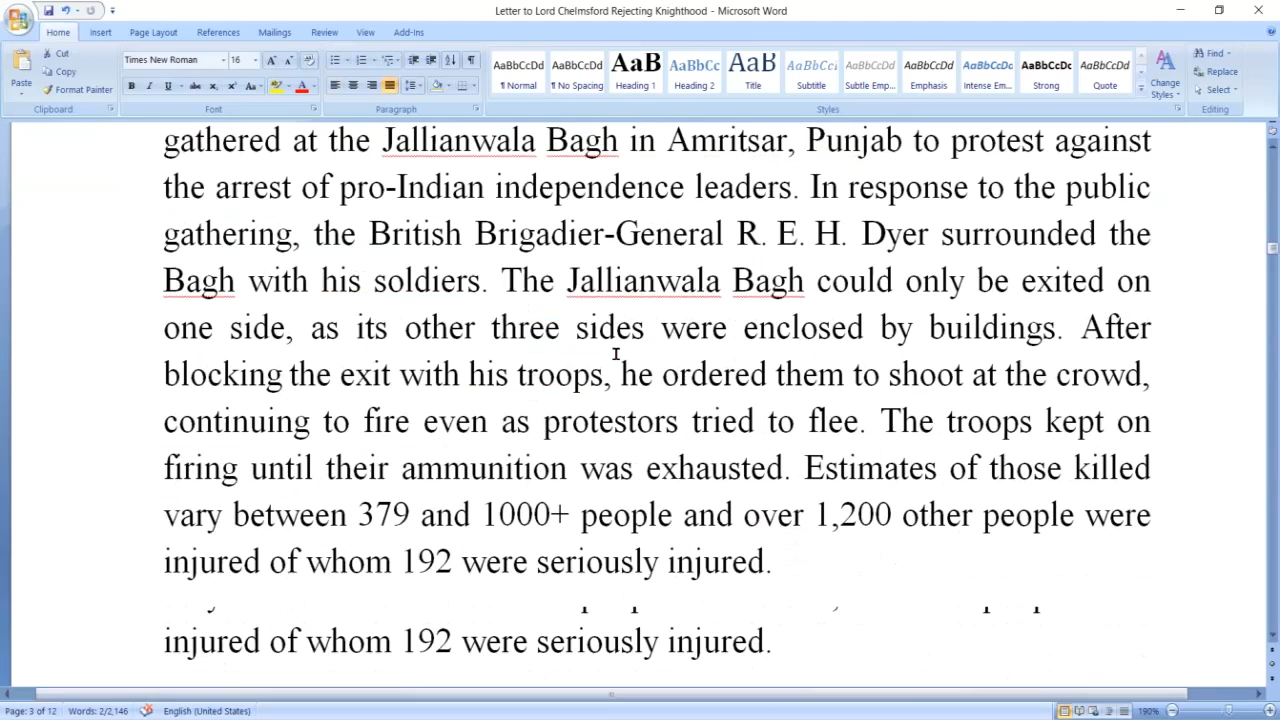 Letter to Lord Chelmsford Rejecting Knighthood - Microsoft Word
Home Insert Page Layout References Mailings Review View Add-Ins
Paste
Cut
Copy
Format Painter
Clipboard
Times New Roman 16
Font
Paragraph
AaBbCcDd AaBbCcDd AaB AaBbCc AaB AaBbCcI AaBbCcDd AaBbCcDd AaBbCcDd AaBbCcDd AaBbCcDd
¶ Normal ¶ No Spacing Heading 1 Heading 2 Title Subtitle Subtle Emp... Emphasis Intense Em... Strong Quote
Styles
Change Styles
Find
Replace
Select
Editing
gathered at the Jallianwala Bagh in Amritsar, Punjab to protest against
the arrest of pro-Indian independence leaders. In response to the public
gathering, the British Brigadier-General R. E. H. Dyer surrounded the
Bagh with his soldiers. The Jallianwala Bagh could only be exited on
one side, as its other three sides were enclosed by buildings. After
blocking the exit with his troops, he ordered them to shoot at the crowd,
continuing to fire even as protestors tried to flee. The troops kept on
firing until their ammunition was exhausted. Estimates of those killed
vary between 379 and 1000+ people and over 1,200 other people were
injured of whom 192 were seriously injured.
injured of whom 192 were seriously injured.
Page: 3 of 12 Words: 2/2,146 English (United States) 190%